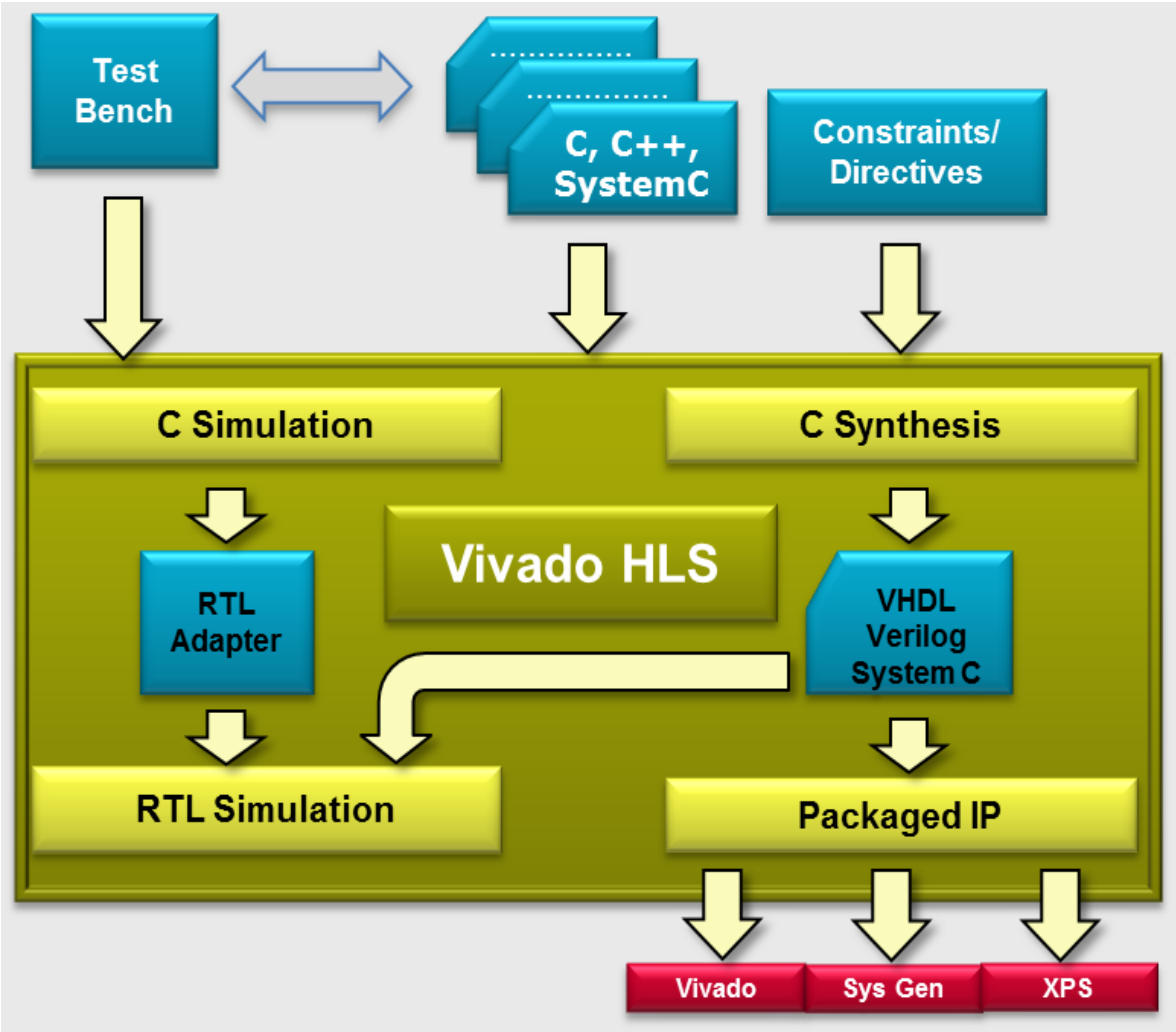 Test
Bench
..................
..................
C, C++,
SystemC
Constraints/
Directives
C Simulation
C Synthesis
Vivado HLS
RTL
Adapter
VHDL
Verilog
System C
RTL Simulation
Packaged IP
Vivado
Sys Gen
XPS